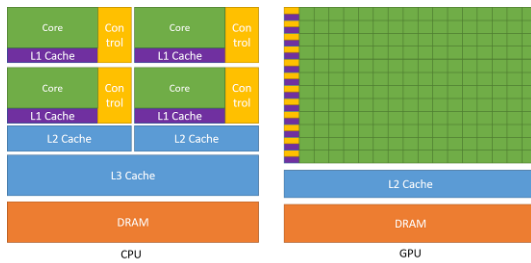 Core
Con
trol
L1 Cache
Core
Con
trol
L1 Cache
Core
Con
trol
L1 Cache
Core
Con
trol
L1 Cache
L2 Cache
L2 Cache
L3 Cache
DRAM
CPU
L2 Cache
DRAM
GPU